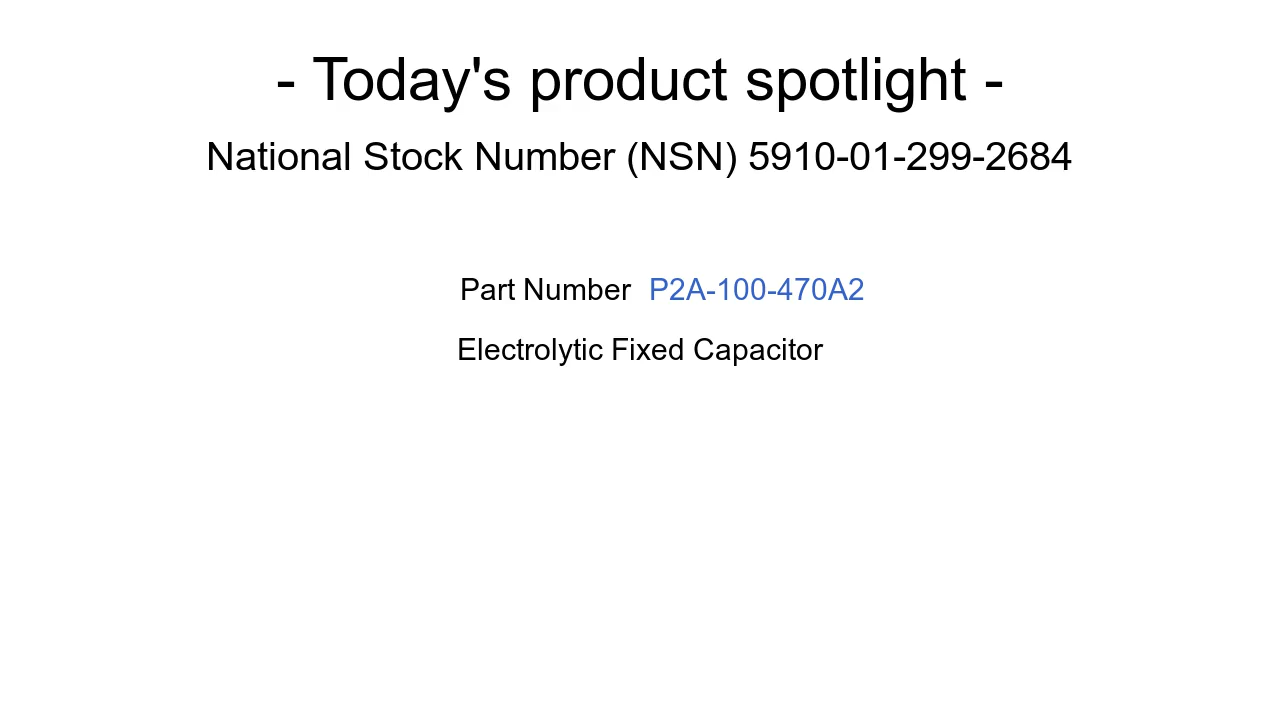 - Today's product spotlight -
National Stock Number (NSN) 5910-01-299-2684
Part Number P2A-100-470A2
Electrolytic Fixed Capacitor